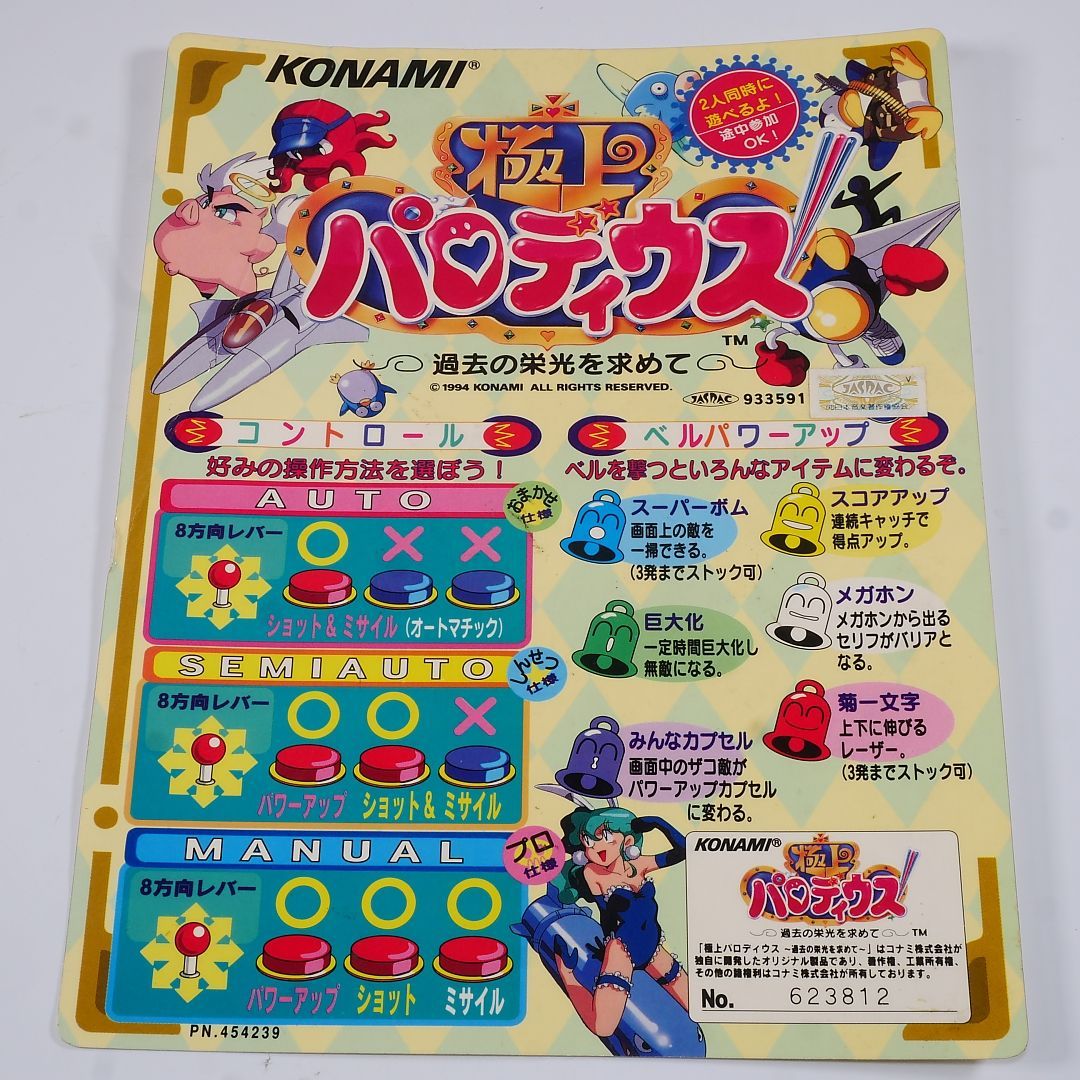 KONAMI®
2人同時に
遊べるよ！
途中参加
OK！
極上
パロディウス
TM
過去の栄光を求めて
©1994 KONAMI ALL RIGHTS RESERVED.
JASRAC 933591
JASRAC
V
コントロール
好みの操作方法を選ぼう！
AUTO
おまかせ
仕様
8方向レバー
ショット＆ミサイル（オートマチック）
SEMIAUTO
しんせつ
仕様
8方向レバー
パワーアップ ショット＆ミサイル
MANUAL
プロ
仕様
8方向レバー
パワーアップ ショット ミサイル
PN.454239
ベルパワーアップ
ベルを撃つといろんなアイテムに変わるぞ。
スーパーボム
画面上の敵を
一掃できる。
（3発までストック可）
スコアアップ
連続キャッチで
得点アップ。
巨大化
一定時間巨大化し
無敵になる。
メガホン
メガホンから出る
セリフがバリアと
なる。
みんなカプセル
画面中のザコ敵が
パワーアップカプセル
に変わる。
菊一文字
上下に伸びる
レーザー。
（3発までストック可）
KONAMI®
極上
パロディウス
過去の栄光を求めて
TM
「極上パロディウス ～過去の栄光を求めて～」はコナミ株式会社が
独自に開発したオリジナル製品であり、著作権、工業所有権、
その他の諸権利はコナミ株式会社が所有しております。
No. 623812